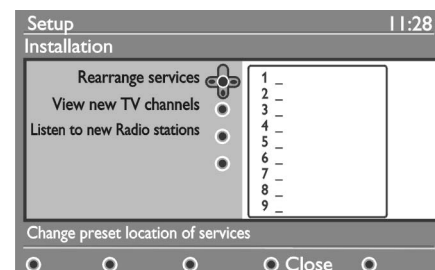 Setup 11:28
Installation
Rearrange services
View new TV channels
Listen to new Radio stations
1 _
2 _
3 _
4 _
5 _
6 _
7 _
8 _
9 _
Change preset location of services
Close